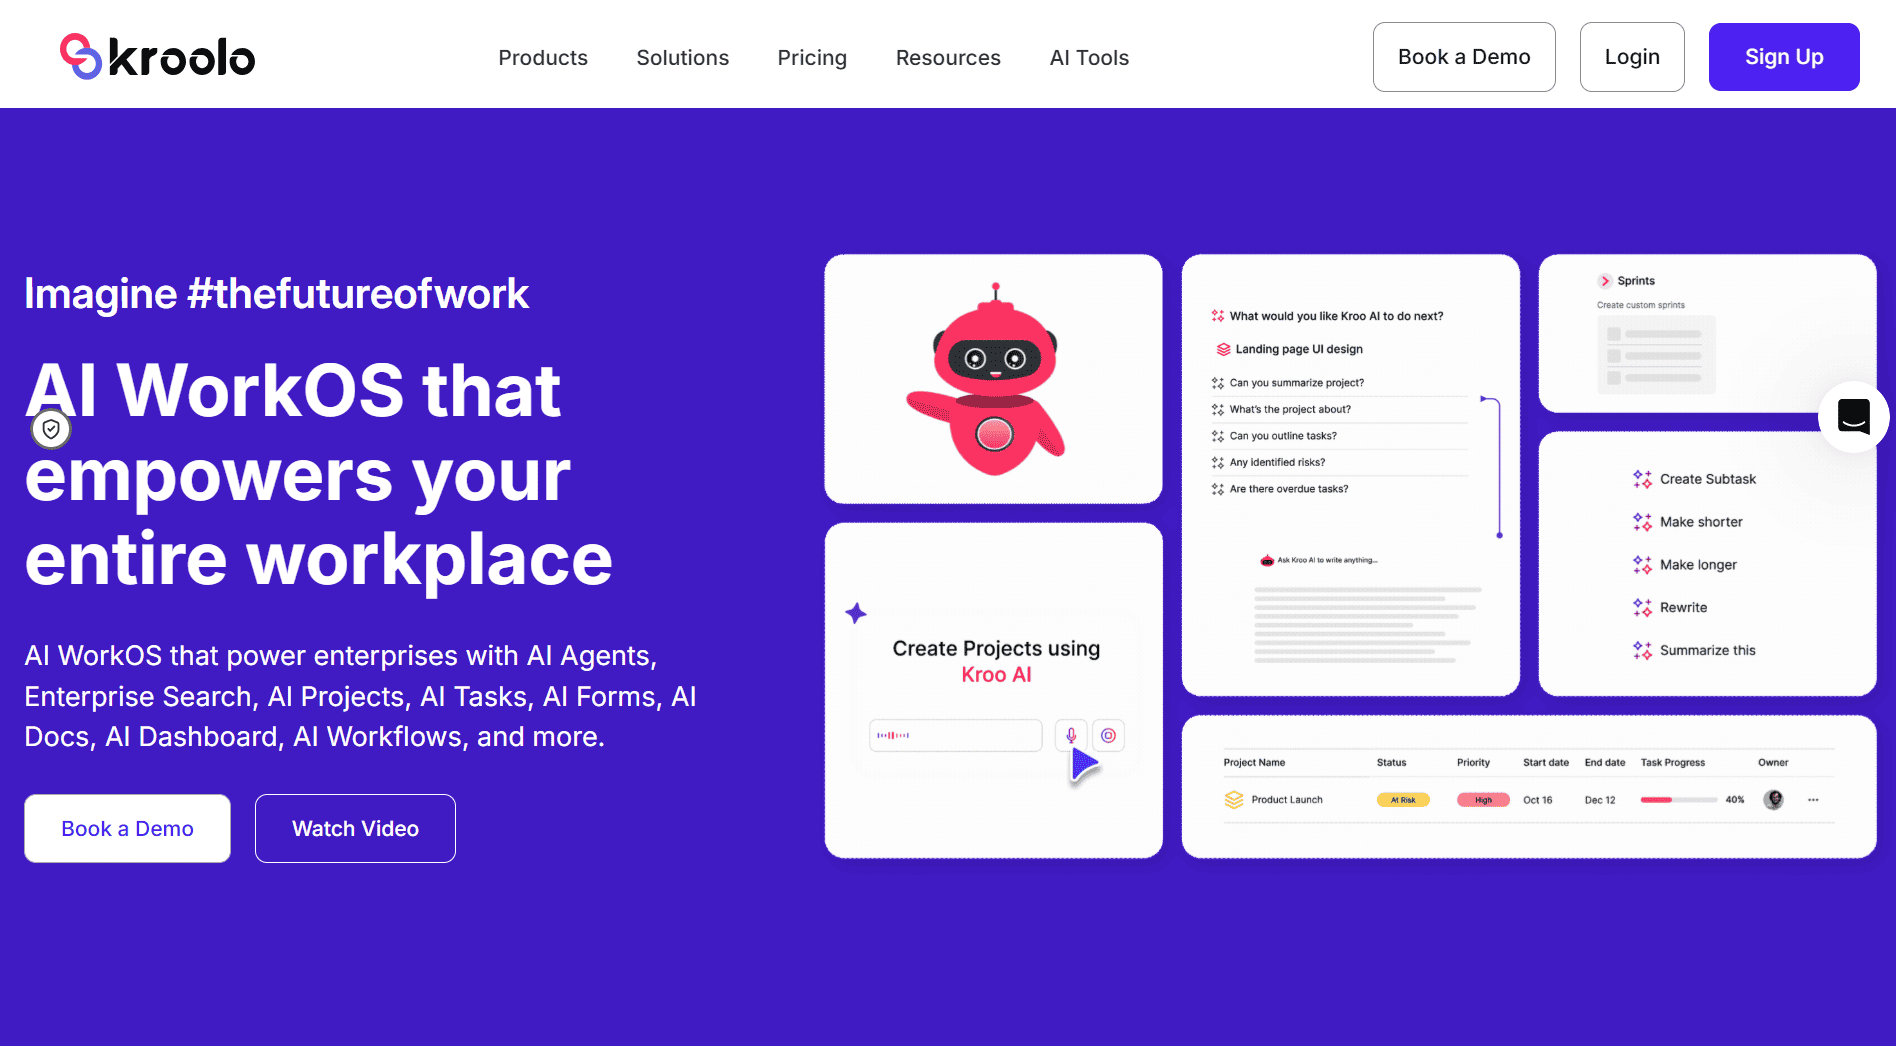 kroolo
Products
Solutions
Pricing
Resources
AI Tools
Book a Demo
Login
Sign Up
Imagine #thefutureofwork
AI WorkOS that
empowers your
entire workplace
AI WorkOS that power enterprises with AI Agents,
Enterprise Search, AI Projects, AI Tasks, AI Forms, AI
Docs, AI Dashboard, AI Workflows, and more.
Book a Demo
Watch Video
Create Projects using
Kroo AI
What would you like Kroo AI to do next?
Landing page UI design
Can you summarize project?
What's the project about?
Can you outline tasks?
Any identified risks?
Are there overdue tasks?
Ask Kroo AI to write anything...
Sprints
Create custom sprints
Create Subtask
Make shorter
Make longer
Rewrite
Summarize this
Project Name Status Priority Start date End date Task Progress Owner
Product Launch At Risk High Oct 16 Dec 12 40% ...